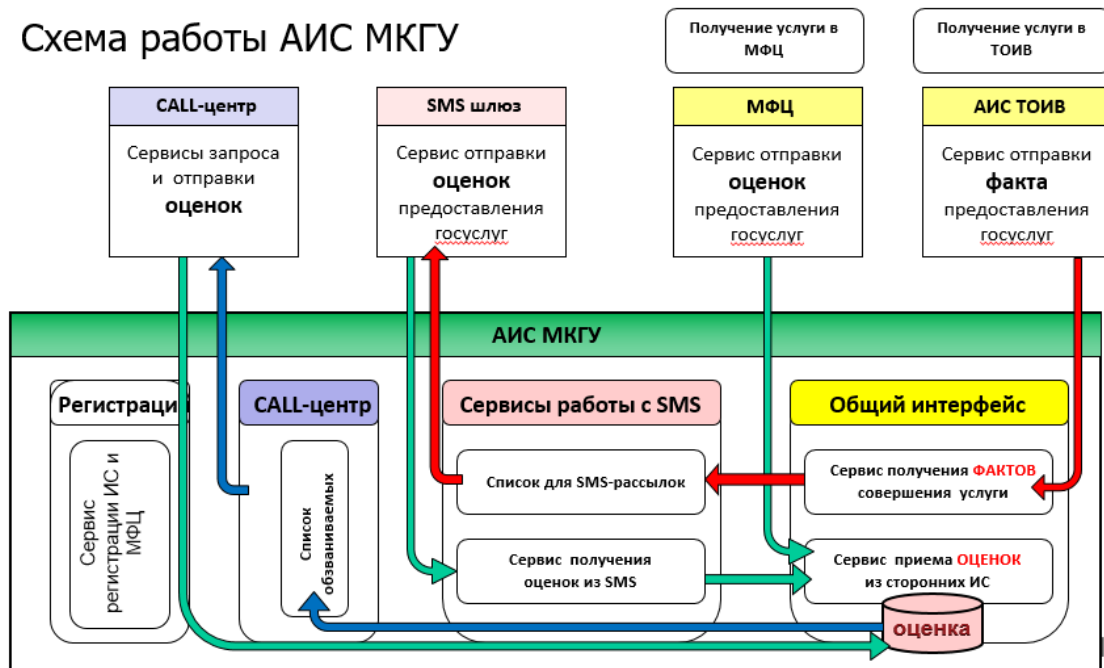 Схема работы АИС МКГУ
Получение услуги в
МФЦ
Получение услуги в
ТОИВ
CALL-центр
Сервисы запроса
и отправки
оценок
SMS шлюз
Сервис отправки
оценок
предоставления
госуслуг
МФЦ
Сервис отправки
оценок
предоставления
госуслуг
АИС ТОИВ
Сервис отправки
факта
предоставления
госуслуг
АИС МКГУ
Регистраци
Сервис
регистрации ИС и
МФЦ
CALL-центр
Список
обзваниваемых
Сервисы работы с SMS
Список для SMS-рассылок
Сервис получения
оценок из SMS
Общий интерфейс
Сервис получения ФАКТОВ
совершения услуги
Сервис приема ОЦЕНОК
из сторонних ИС
оценка